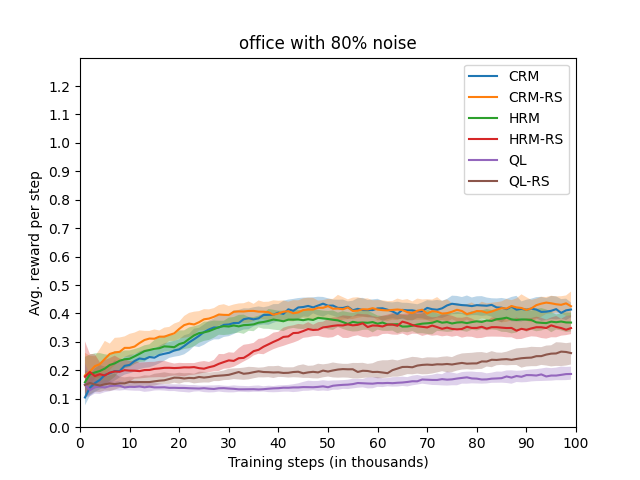 office with 80% noise
CRM
CRM-RS
HRM
HRM-RS
QL
QL-RS
Avg. reward per step
1.2
1.1
1.0
0.9
0.8
0.7
0.6
0.5
0.4
0.3
0.2
0.1
0.0
0 10 20 30 40 50 60 70 80 90 100
Training steps (in thousands)